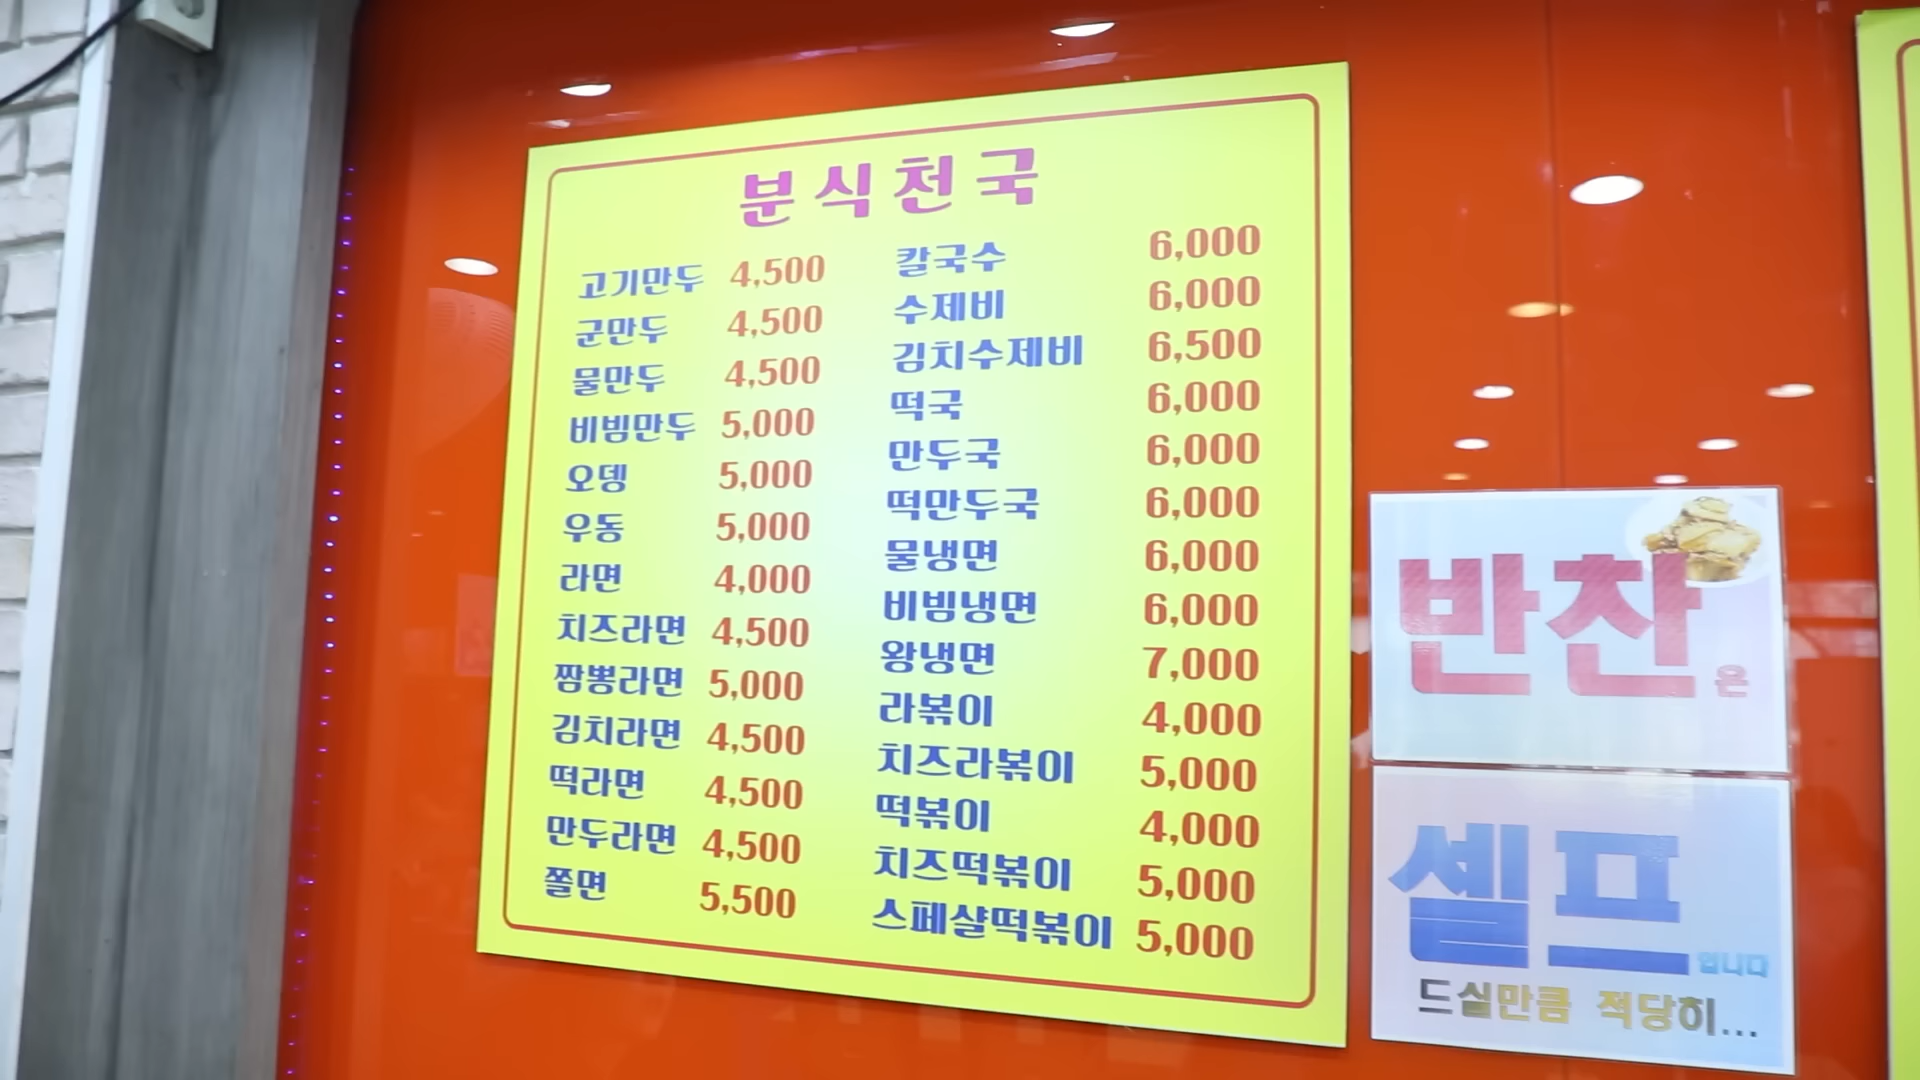 분식천국
고기만두 4,500
군만두 4,500
물만두 4,500
비빔만두 5,000
오뎅 5,000
우동 5,000
라면 4,000
치즈라면 4,500
짬뽕라면 5,000
김치라면 4,500
떡라면 4,500
만두라면 4,500
쫄면 5,500
칼국수 6,000
수제비 6,000
김치수제비 6,500
떡국 6,000
만두국 6,000
떡만두국 6,000
물냉면 6,000
비빔냉면 6,000
왕냉면 7,000
라볶이 4,000
치즈라볶이 5,000
떡볶이 4,000
치즈떡볶이 5,000
스페샬떡볶이 5,000
반찬은
셀프입니다
드실만큼 적당히...